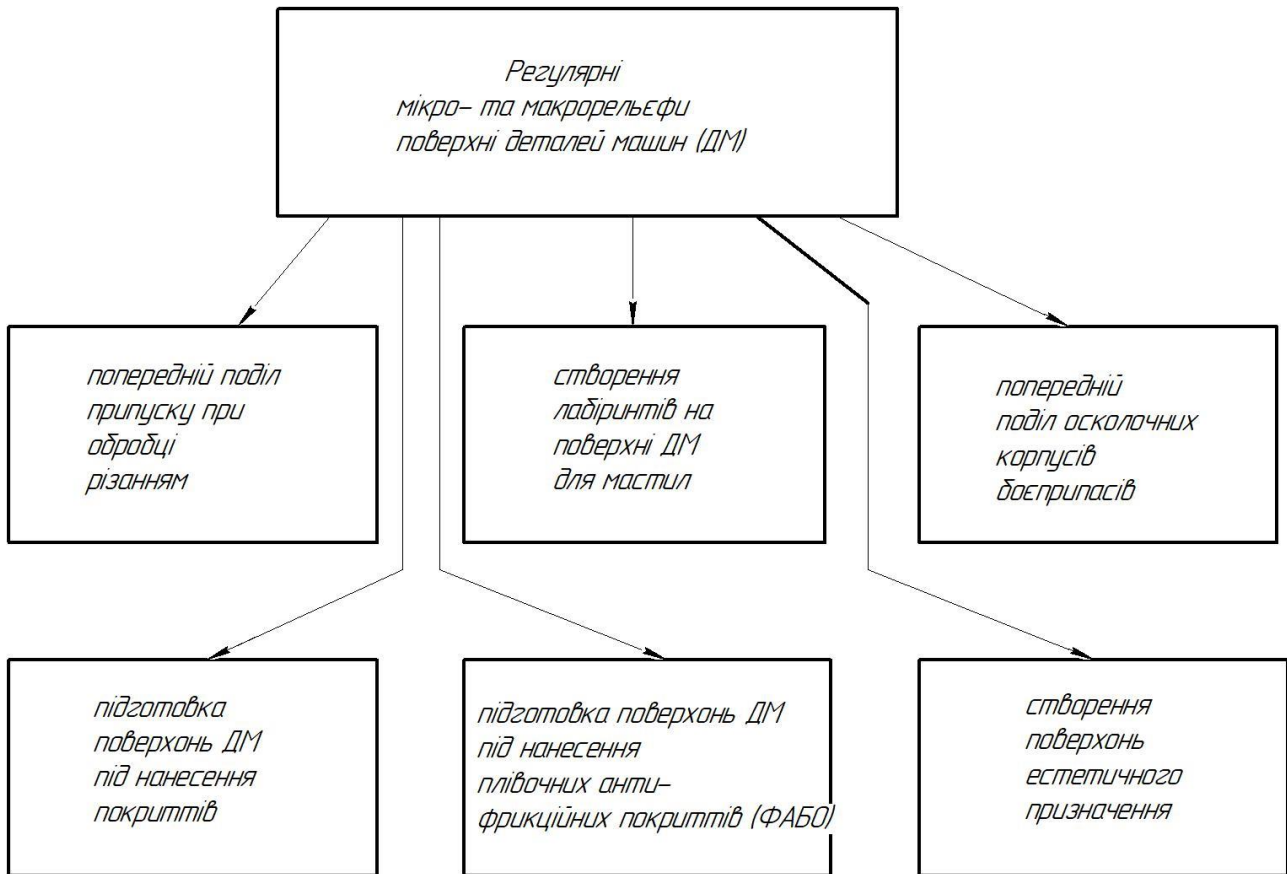 Регулярні
мікро- та макрорельєфи
поверхні деталей машин (ДМ)
попередній поділ
припуску при
обробці
різанням
створення
лабіринтів на
поверхні ДМ
для мастил
попередній
поділ осколочних
корпусів
боєприпасів
підготовка
поверхонь ДМ
під нанесення
покриттів
підготовка поверхонь ДМ
під нанесення
плівочних анти-
фрикційних покриттів (ФАБО)
створення
поверхонь
естетичного
призначення